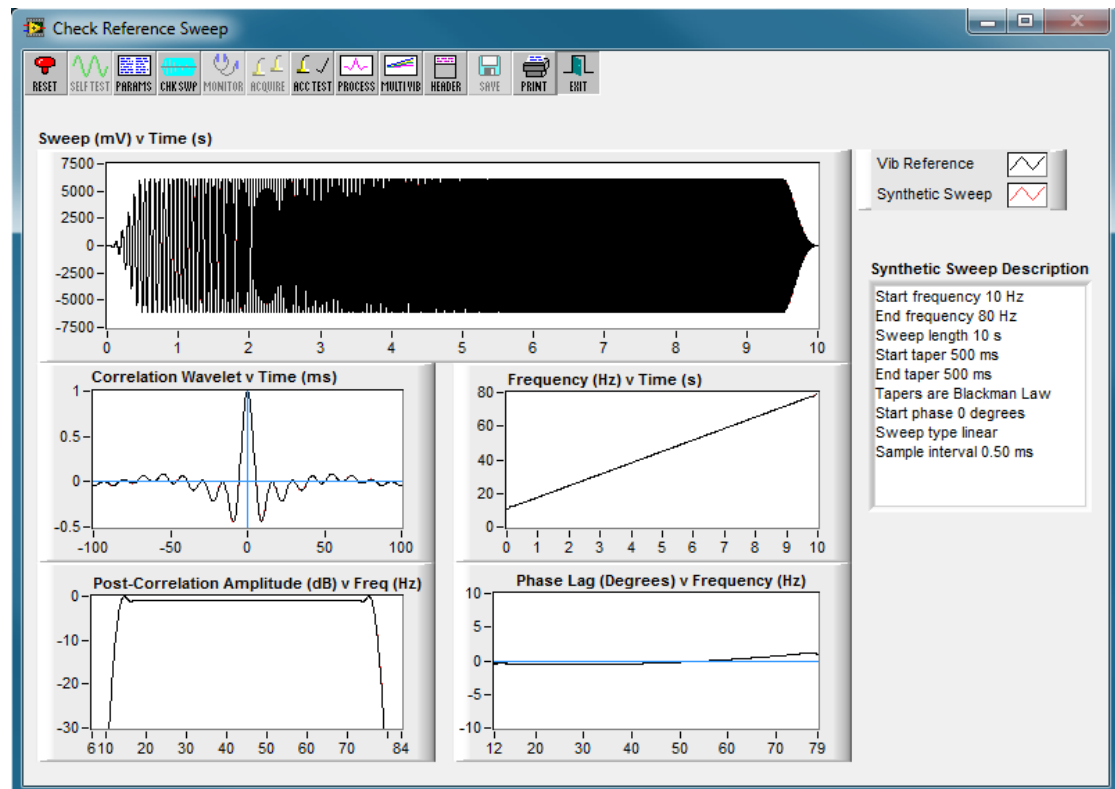 Check Reference Sweep
RESET SELF TEST PARAMS CHK SWP MONITOR ACQUIRE ACC TEST PROCESS MULTI VIB HEADER SAVE PRINT EXIT
Sweep (mV) v Time (s)
7500
5000
2500
0
-2500
-5000
-7500
0 1 2 3 4 5 6 7 8 9 10
Vib Reference
Synthetic Sweep
Synthetic Sweep Description
Start frequency 10 Hz
End frequency 80 Hz
Sweep length 10 s
Start taper 500 ms
End taper 500 ms
Tapers are Blackman Law
Start phase 0 degrees
Sweep type linear
Sample interval 0.50 ms
Correlation Wavelet v Time (ms)
1
0.5
0
-0.5
-100 -50 0 50 100
Frequency (Hz) v Time (s)
80
60
40
20
0
0 1 2 3 4 5 6 7 8 9 10
Post-Correlation Amplitude (dB) v Freq (Hz)
0
-10
-20
-30
6 10 20 30 40 50 60 70 84
Phase Lag (Degrees) v Frequency (Hz)
10
5
0
-5
-10
12 20 30 40 50 60 70 79